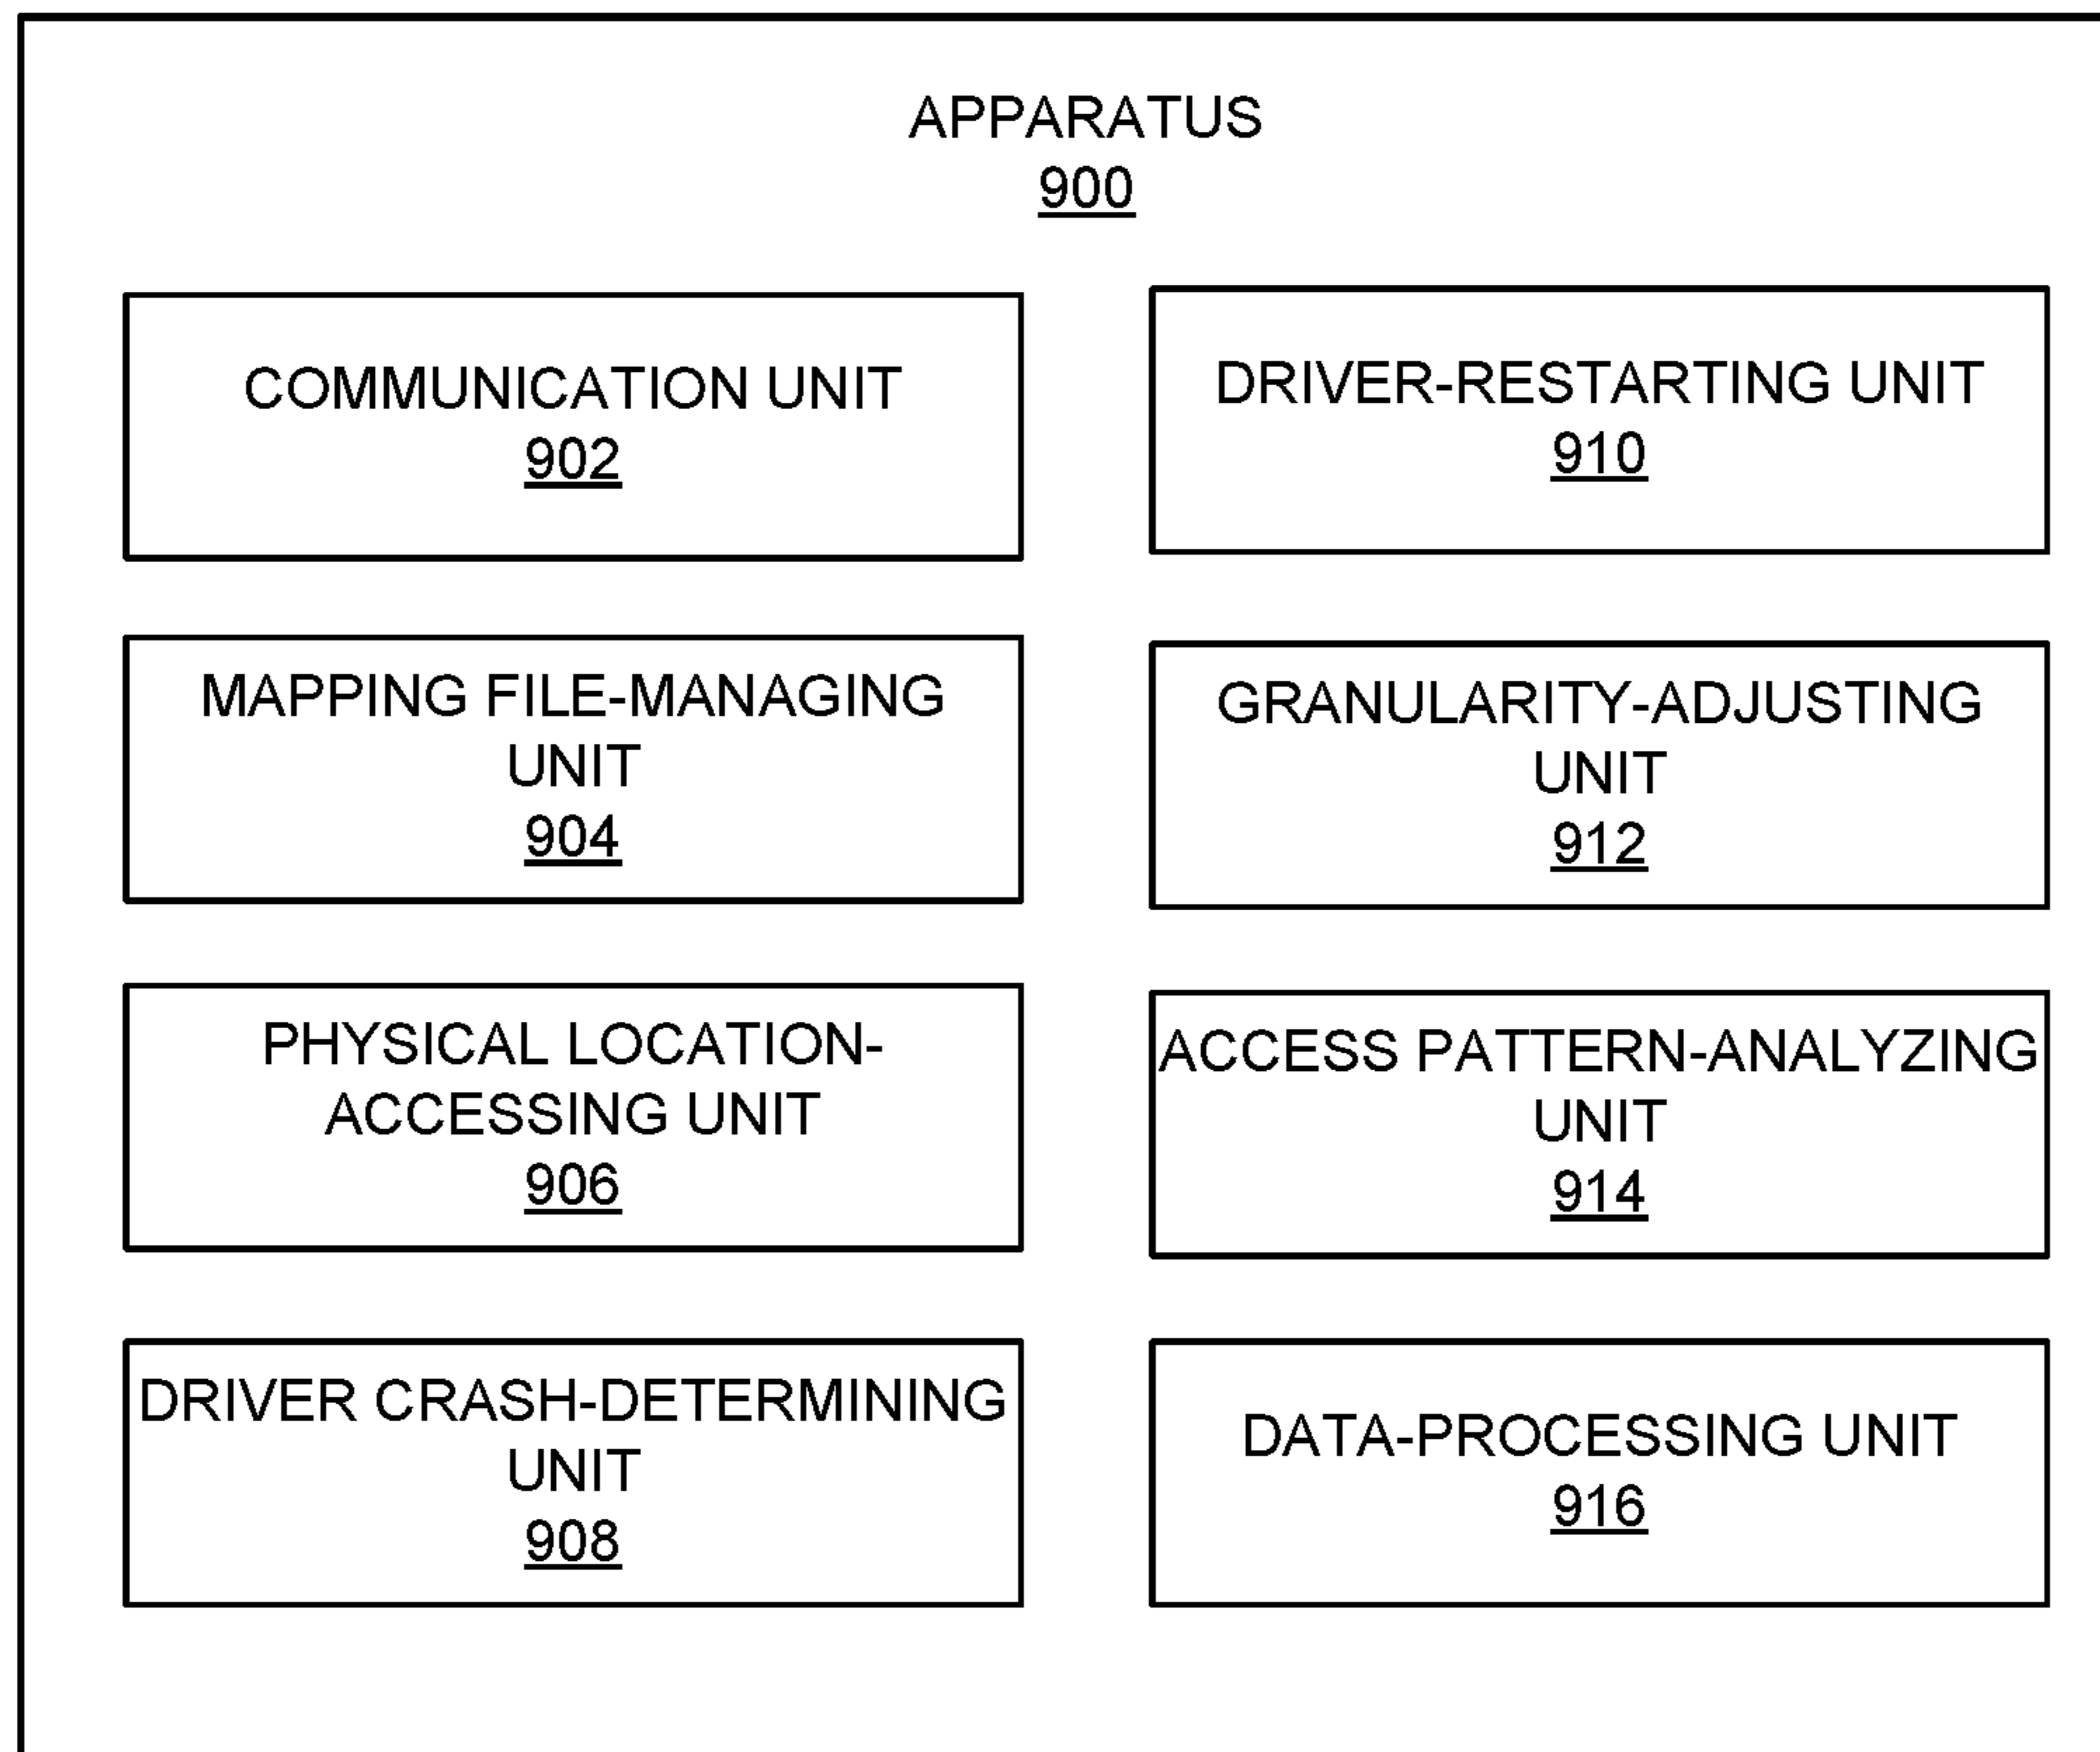 APPARATUS
900
COMMUNICATION UNIT
902
MAPPING FILE-MANAGING
UNIT
904
PHYSICAL LOCATION-
ACCESSING UNIT
906
DRIVER CRASH-DETERMINING
UNIT
908
DRIVER-RESTARTING UNIT
910
GRANULARITY-ADJUSTING
UNIT
912
ACCESS PATTERN-ANALYZING
UNIT
914
DATA-PROCESSING UNIT
916